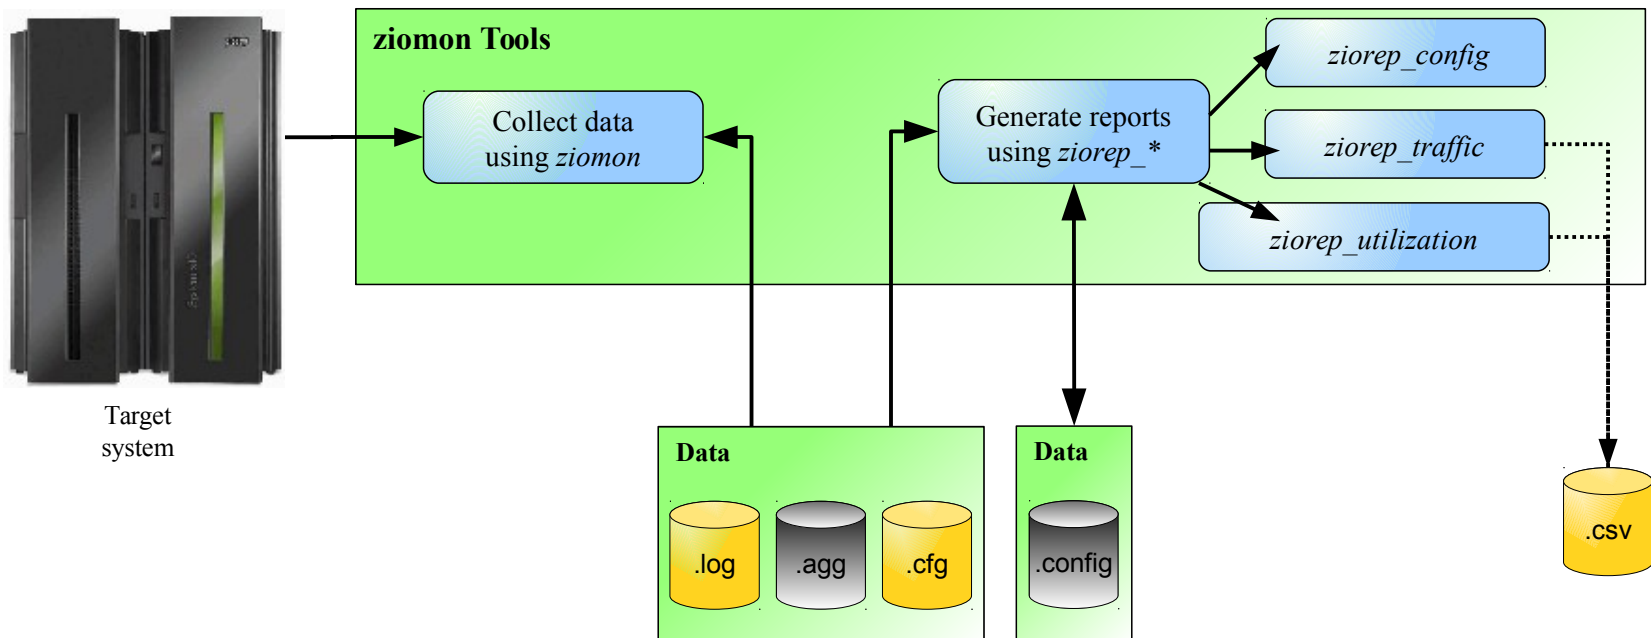 ziomon Tools
Collect data
using ziomon
Generate reports
using ziorep_*
ziorep_config
ziorep_traffic
ziorep_utilization
Target
system
Data
.log
.agg
.cfg
Data
.config
.csv